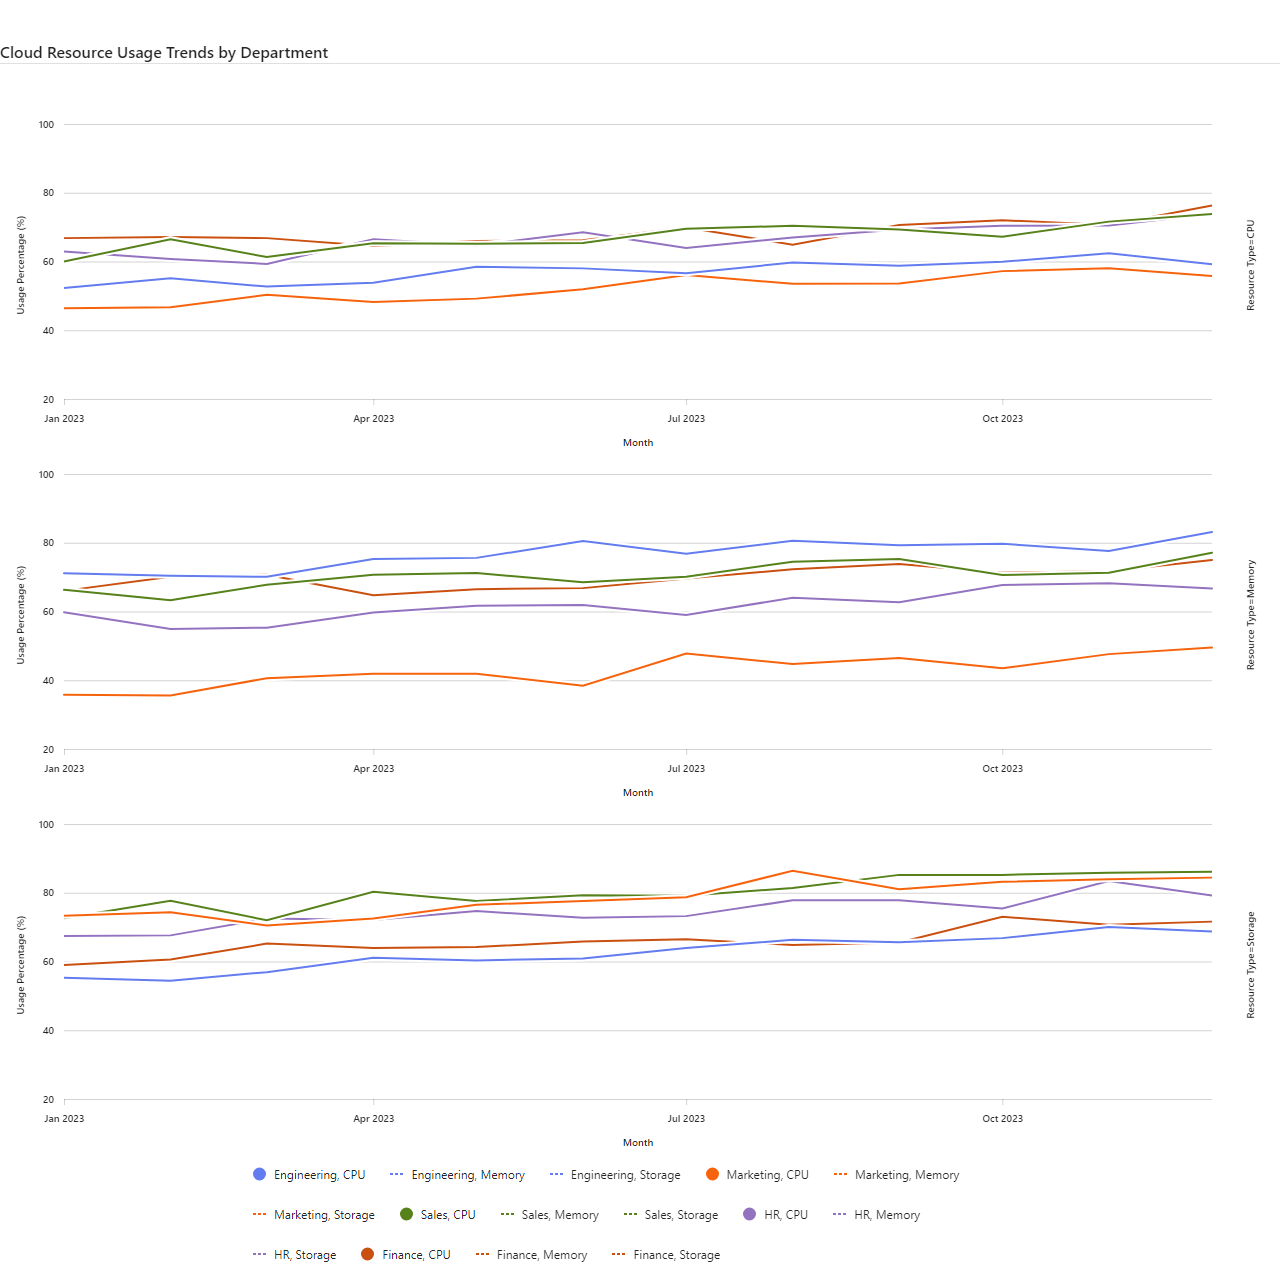 Cloud Resource Usage Trends by Department
100
80
60
40
20
Usage Percentage (%)
Resource Type=CPU
Jan 2023 Apr 2023 Jul 2023 Oct 2023
Month
100
80
60
40
20
Usage Percentage (%)
Resource Type=Memory
Jan 2023 Apr 2023 Jul 2023 Oct 2023
Month
100
80
60
40
20
Usage Percentage (%)
Resource Type=Storage
Jan 2023 Apr 2023 Jul 2023 Oct 2023
Month
Engineering, CPU Engineering, Memory Engineering, Storage Marketing, CPU Marketing, Memory
Marketing, Storage Sales, CPU Sales, Memory Sales, Storage HR, CPU HR, Memory
HR, Storage Finance, CPU Finance, Memory Finance, Storage